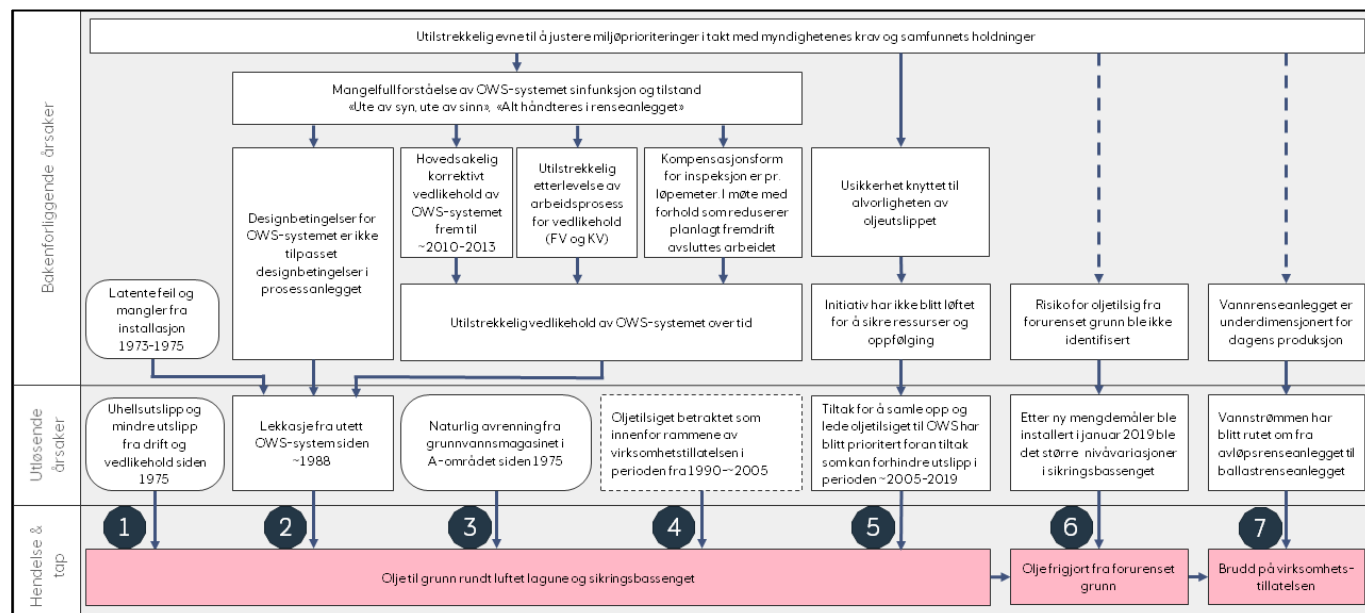 Bakenforliggende årsaker
Utilstrekkelig evne til å justere miljøprioriteringer i takt med myndighetenes krav og samfunnets holdninger
Mangelfull forståelse av OWS-systemet sin funksjon og tilstand
«Ute av syn, ute av sinn», «Alt håndteres i renseanlegget»
Designbetingelser for
OWS-systemet er ikke
tilpasset
designbetingelser i
prosessanlegget
Hovedsakelig
korrektivt
vedlikehold av
OWS-systemet
frem til
~2010-2013
Utilstrekkelig
etterlevelse av
arbeidsprosess
for vedlikehold
(FV og KV)
Kompensasjonsform
for inspeksjon er pr.
løpemeter. I møte med
forhold som reduserer
planlagt fremdrift
avsluttes arbeidet
Usikkerhet knyttet til
alvorligheten av
oljeutslippet
Latente feil og
mangler fra
installasjon
1973-1975
Utilstrekkelig vedlikehold av OWS-systemet over tid
Initiativ har ikke blitt løftet
for å sikre ressurser og
oppfølging
Risiko for oljetilsig fra
forurenset grunn ble ikke
identifisert
Vannrenseanlegget er
underdimensjonert for
dagens produksjon
Utløsende
årsaker
Uhellsutslipp og
mindre utslipp
fra drift og
vedlikehold siden
1975
Lekkasje fra utett
OWS-system siden
~1988
Naturlig avrenning fra
grunnvannsmagasinet i
A-området siden 1975
Oljetilsiget betraktet som
innenfor rammene av
virksomhetstillatelsen i
perioden fra 1990-~2005
Tiltak for å samle opp og
lede oljetilsiget til OWS har
blitt prioritert foran tiltak
som kan forhindre utslipp i
perioden ~2005-2019
Etter ny mengdemåler ble
installert i januar 2019 ble
det større nivåvariasjoner
i sikringsbassenget
Vannstrømmen har
blitt rutet om fra
avløpsrenseanlegget til
ballastrenseanlegget
Hendelse &
tap
1
2
3
4
5
6
7
Olje til grunn rundt luftet lagune og sikringsbassenget
Olje frigjort fra forurenset
grunn
Brudd på virksomhets-
tillatelsen